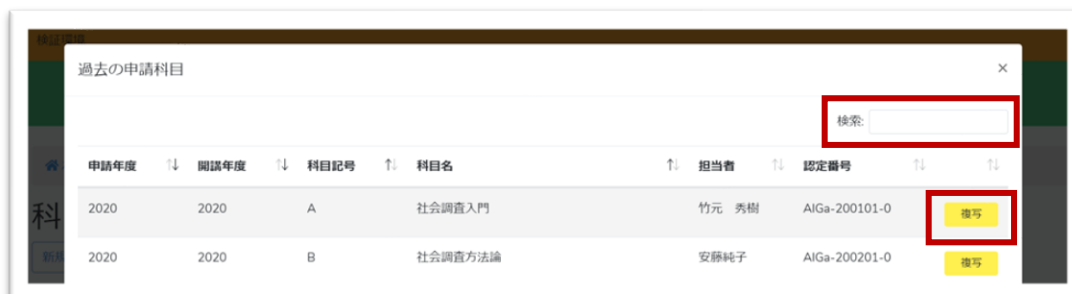 検証環境
過去の申請科目 ×
検索:
申請年度 開講年度 科目記号 科目名 担当者 認定番号
科
2020 2020 A 社会調査入門 竹元 秀樹 AIGa-200101-0 複写
新規
2020 2020 B 社会調査方法論 安藤純子 AIGa-200201-0 複写